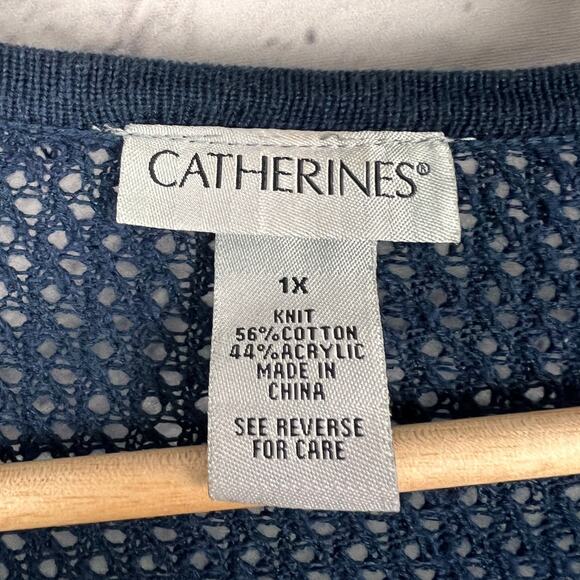 CATHERINES®
1X
KNIT
56%COTTON
44%ACRYLIC
MADE IN
CHINA
SEE REVERSE
FOR CARE